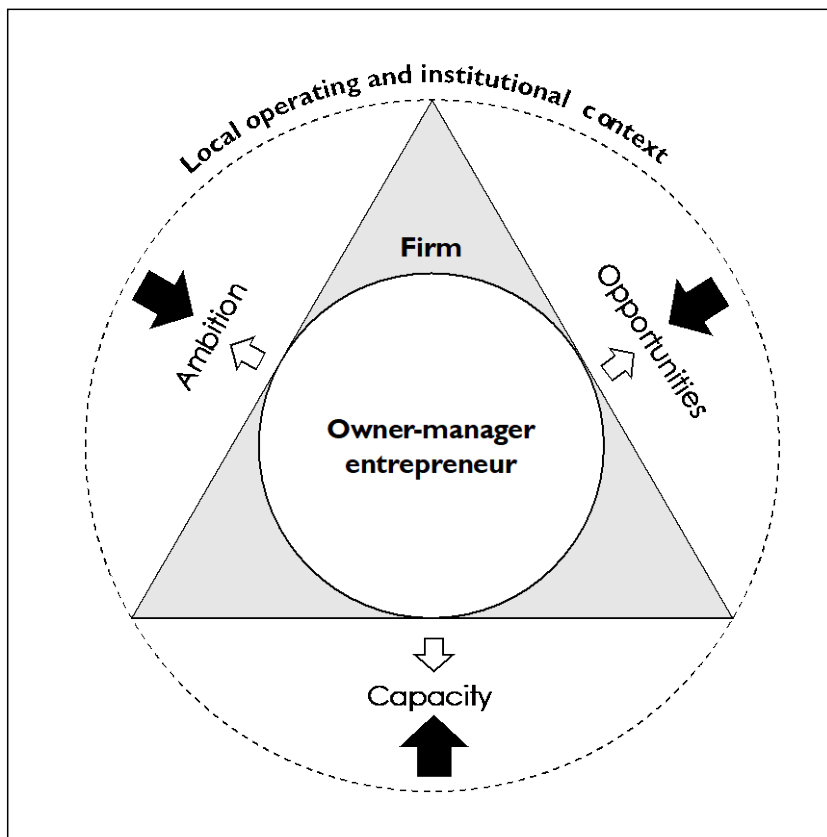 Local operating and institutional context
Firm
Ambition
Opportunities
Owner-manager
entrepreneur
Capacity